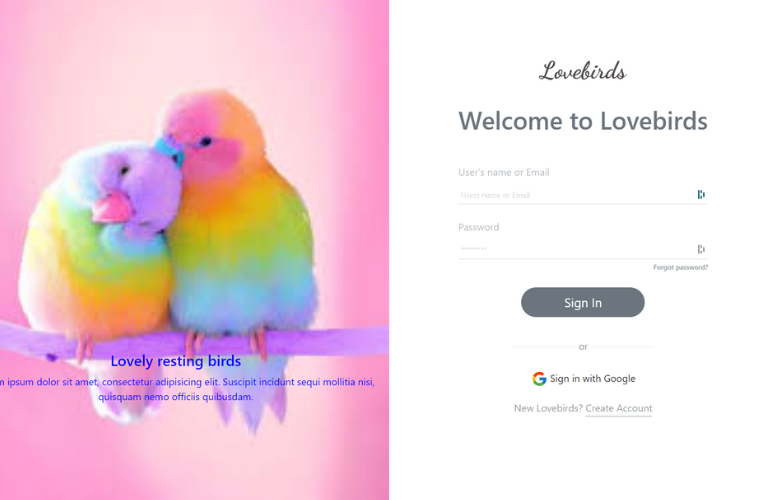 Lovebirds
Welcome to Lovebirds
User's name or Email
Useer name or Email
Password
********
Forgot password?
Sign In
or
Sign in with Google
New Lovebirds? Create Account
Lovely resting birds
m ipsum dolor sit amet, consectetur adipisicing elit. Suscipit incidunt sequi mollitia nisi,
quisquam nemo officiis quibusdam.